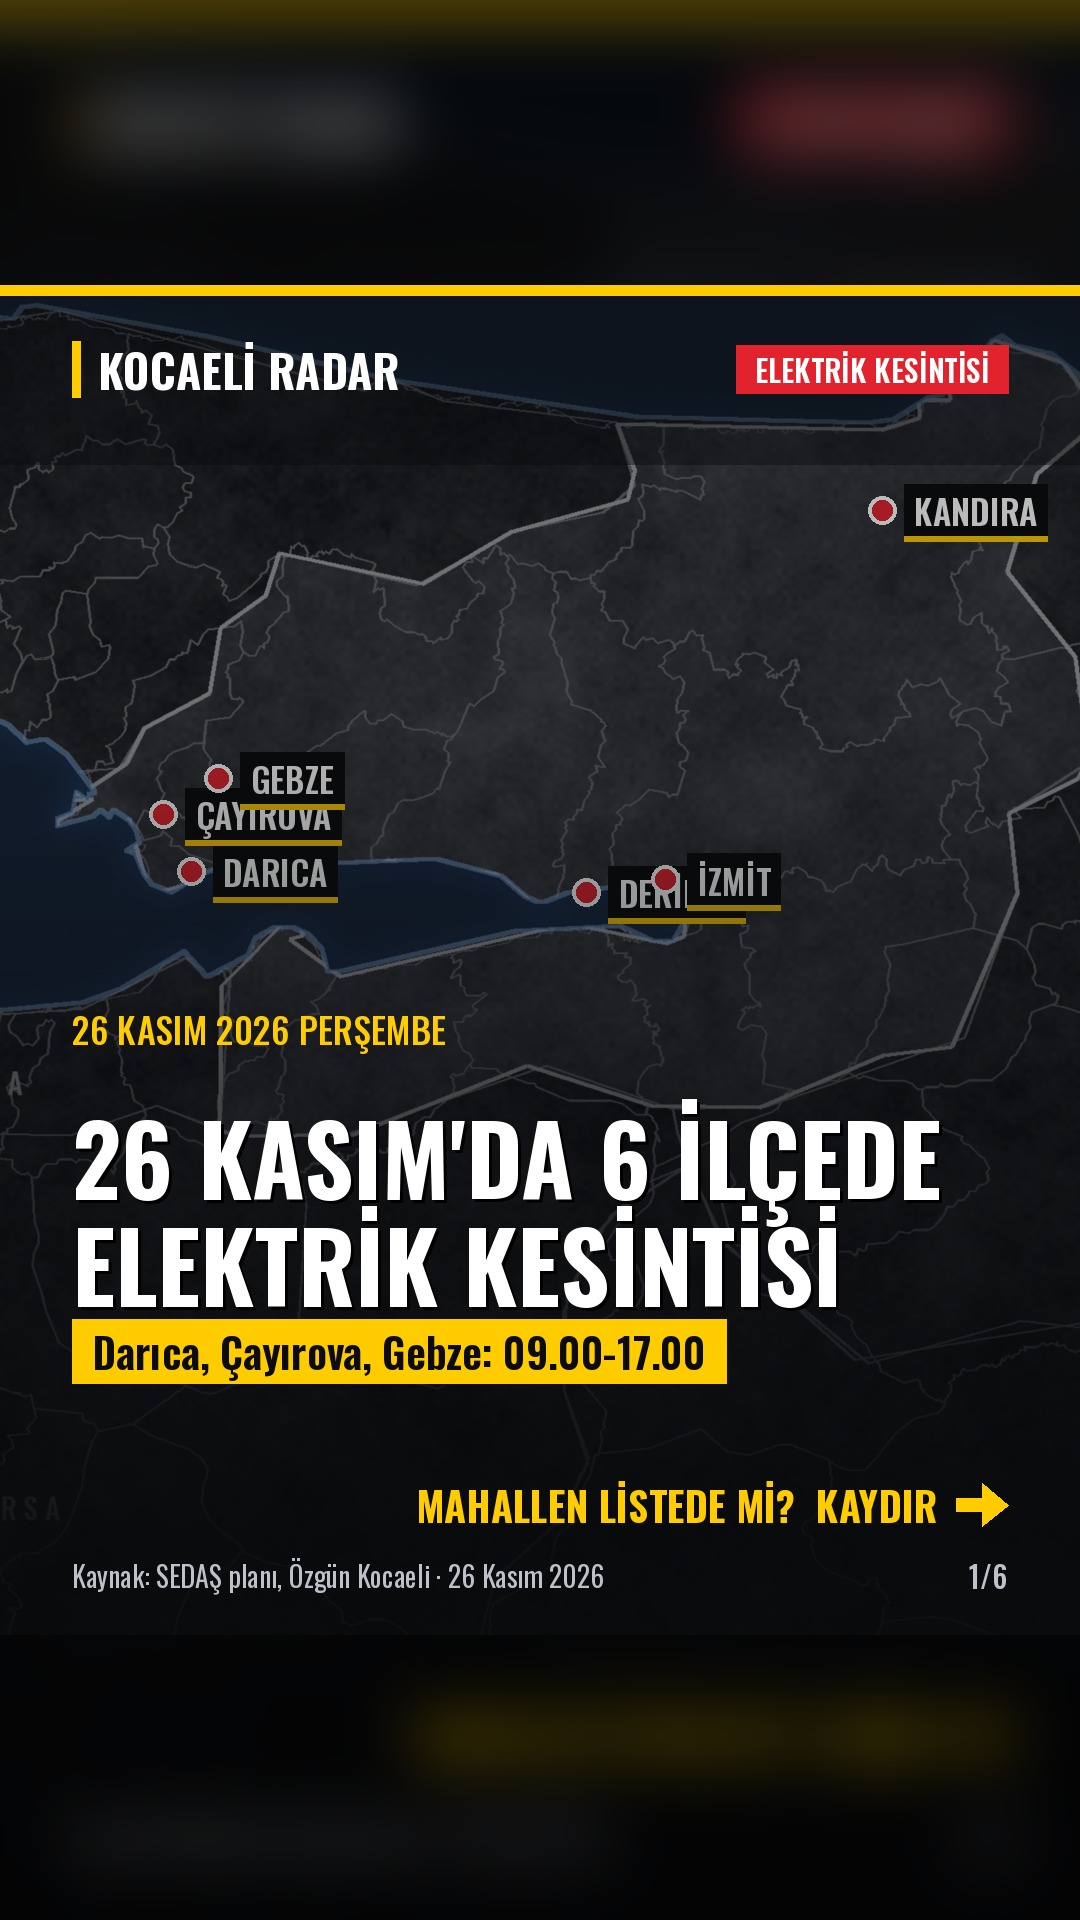 KOCAELİ RADAR
ELEKTRİK KESİNTİSİ
KANDIRA
GEBZE
ÇAYIROVA
DARICA
İZMİT
26 KASIM 2026 PERŞEMBE
26 KASIM'DA 6 İLÇEDE
ELEKTRİK KESİNTİSİ
Darıca, Çayırova, Gebze: 09.00-17.00
MAHALLEN LİSTEDE Mİ? KAYDIR
Kaynak: SEDAŞ planı, Özgün Kocaeli · 26 Kasım 2026
1/6